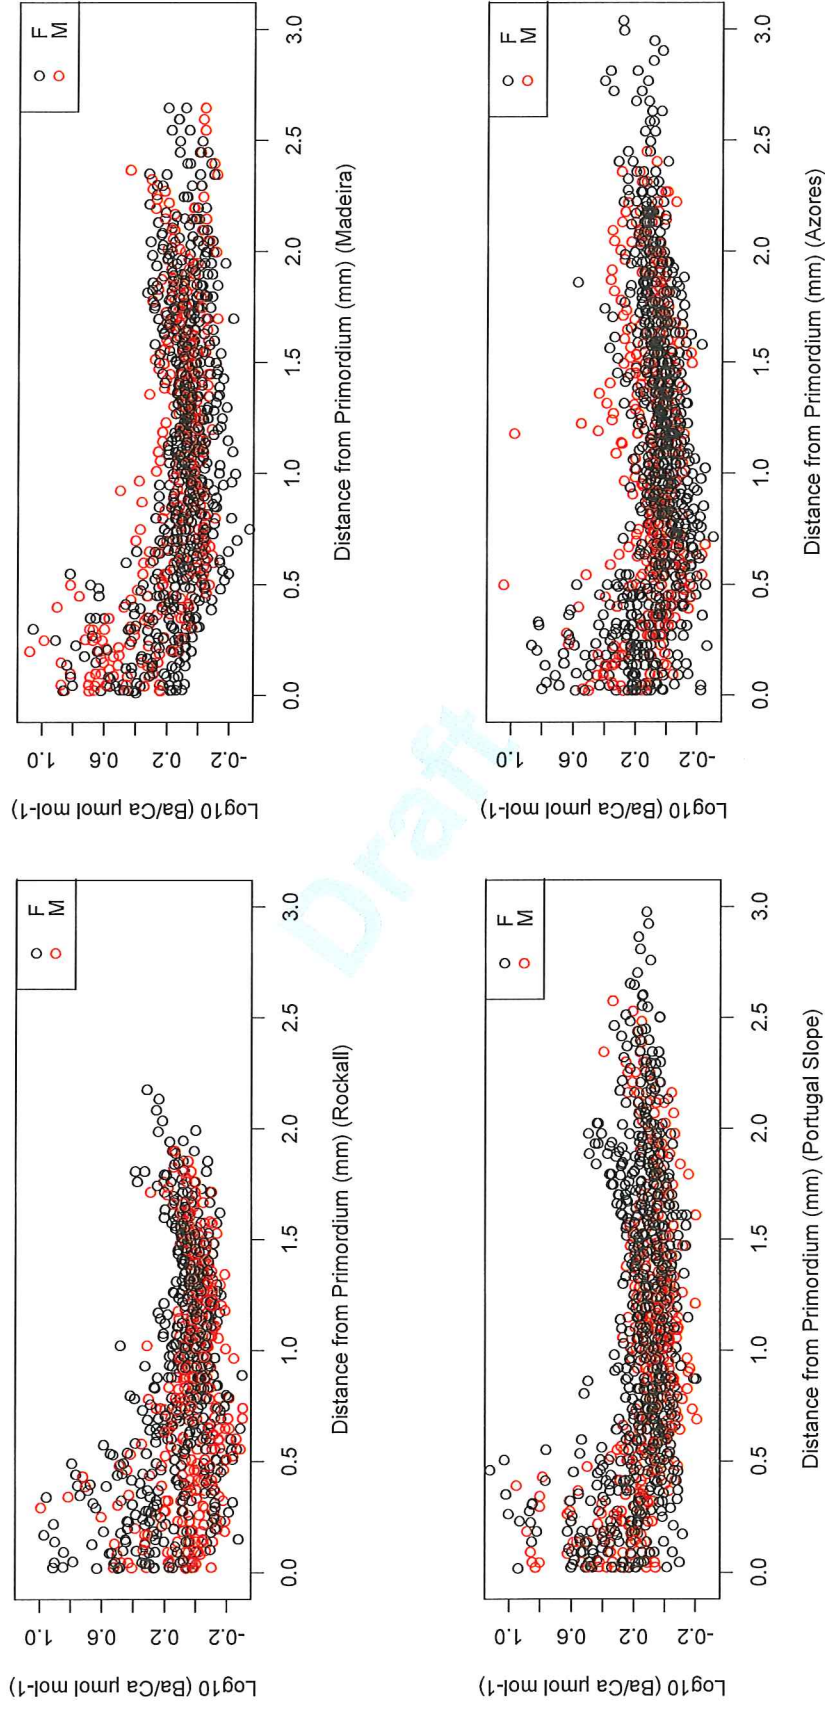 F
M
1.0
0.6
0.2
-0.2
Log10 (Ba/Ca µmol mol-1)
0.0 0.5 1.0 1.5 2.0 2.5 3.0
Distance from Primordium (mm) (Rockall)
F
M
1.0
0.6
0.2
-0.2
Log10 (Ba/Ca µmol mol-1)
0.0 0.5 1.0 1.5 2.0 2.5 3.0
Distance from Primordium (mm) (Madeira)
F
M
1.0
0.6
0.2
-0.2
Log10 (Ba/Ca µmol mol-1)
0.0 0.5 1.0 1.5 2.0 2.5 3.0
Distance from Primordium (mm) (Portugal Slope)
F
M
1.0
0.6
0.2
-0.2
Log10 (Ba/Ca µmol mol-1)
0.0 0.5 1.0 1.5 2.0 2.5 3.0
Distance from Primordium (mm) (Azores)
Draft